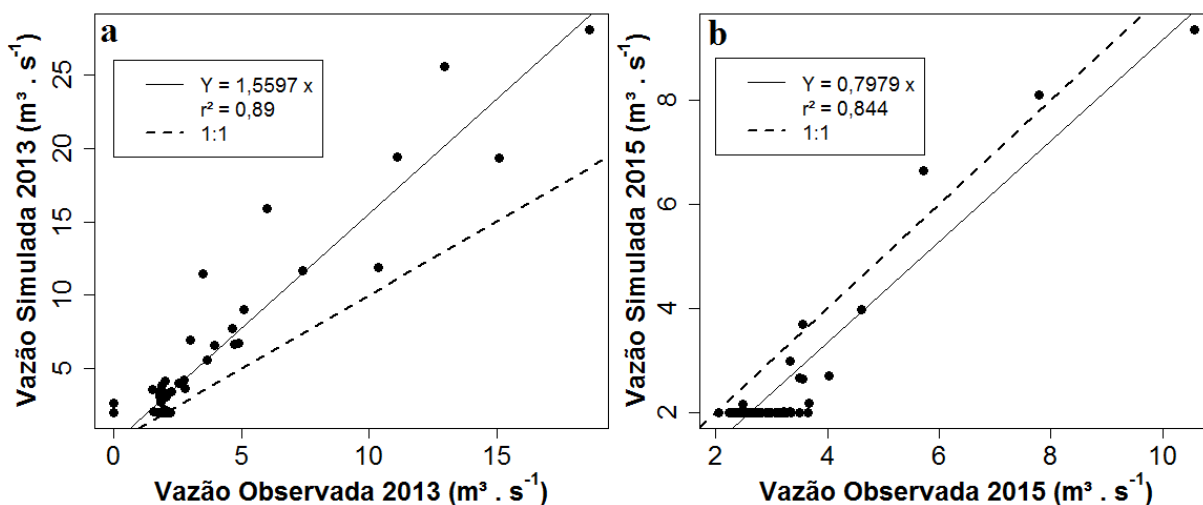 a
Y = 1,5597 x
r² = 0,89
1:1
Vazão Simulada 2013 (m³ . s⁻¹)
5
10
15
20
25
0
5
10
15
Vazão Observada 2013 (m³ . s⁻¹)
b
Y = 0,7979 x
r² = 0,844
1:1
Vazão Simulada 2015 (m³ . s⁻¹)
2
4
6
8
2
4
6
8
10
Vazão Observada 2015 (m³ . s⁻¹)